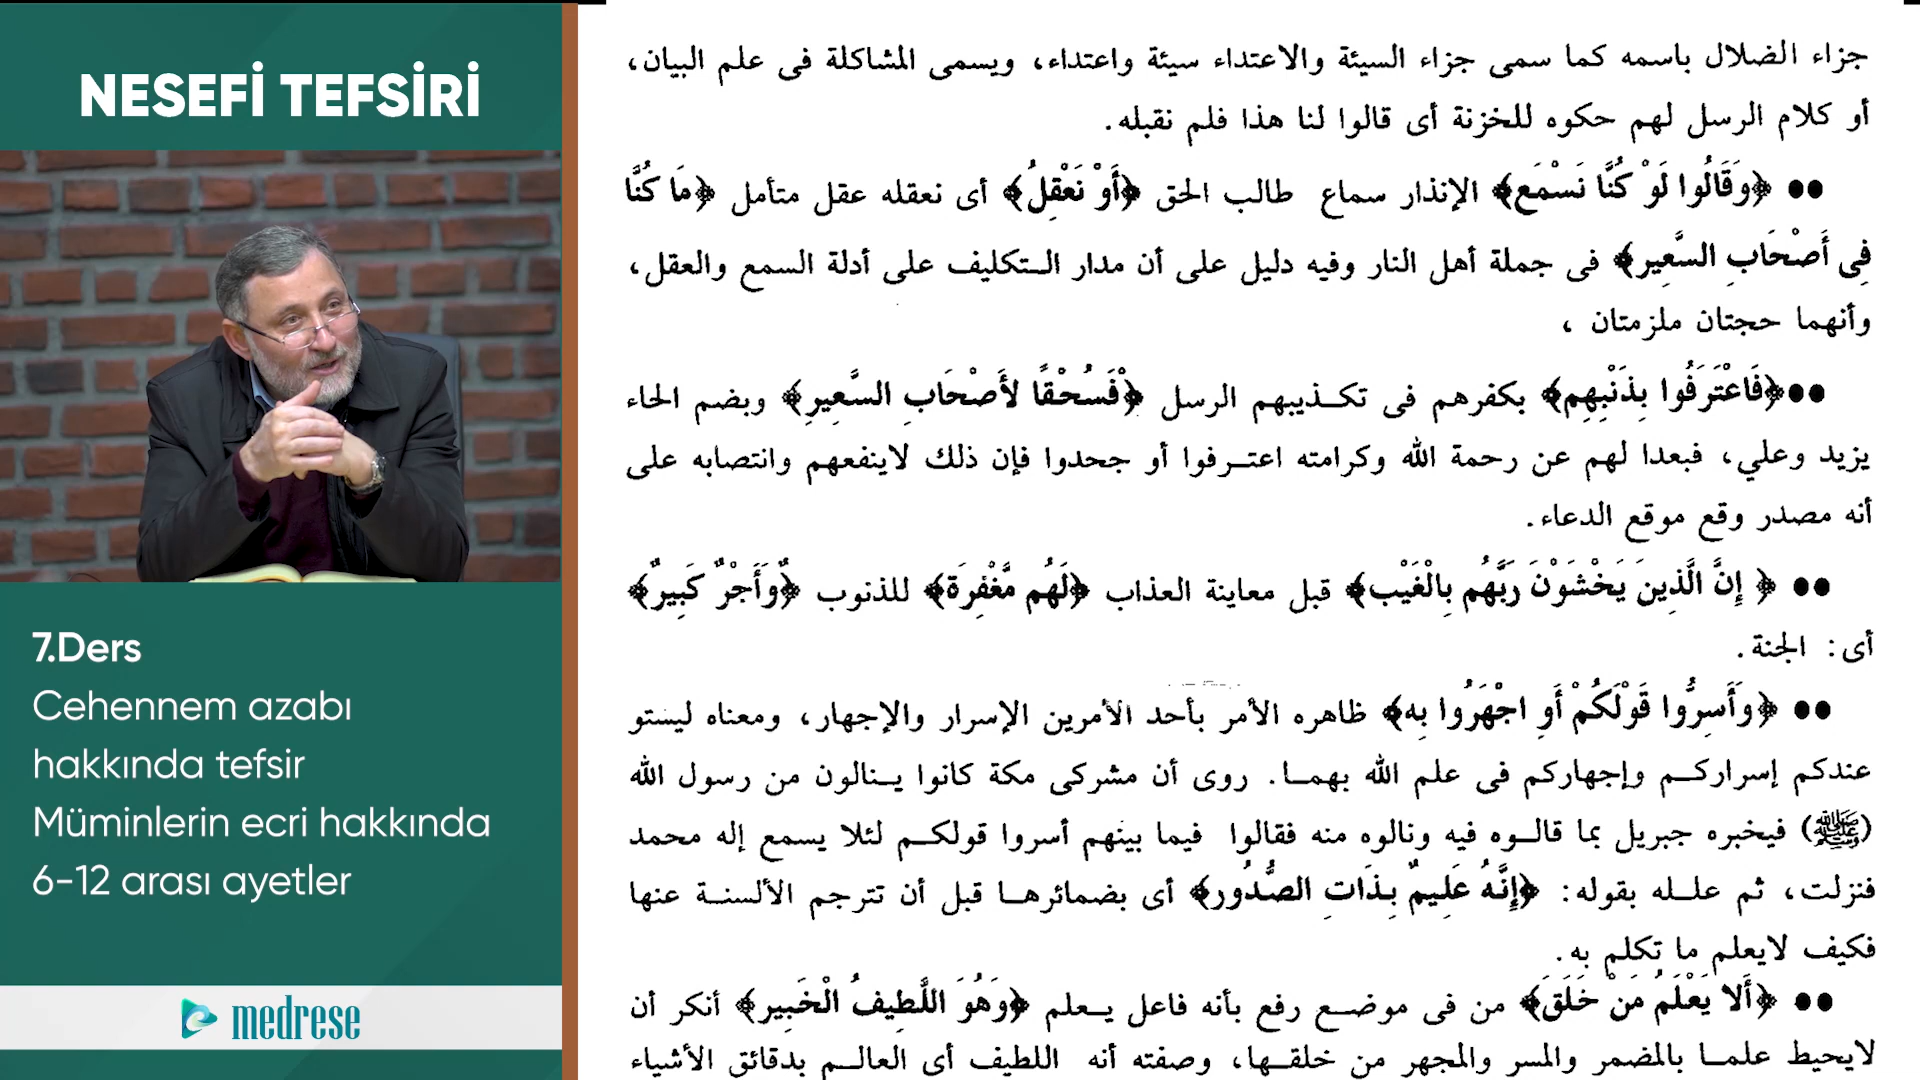 NESEFİ TEFSİRİ
7.Ders
Cehennem azabı
hakkında tefsir
Müminlerin ecri hakkında
6-12 arası ayetler
medrese
جزاء الضلال باسمه كما سمى جزاء السيئة والاعتداء سيئة واعتداء، ويسمى المشاكلة فى علم البيان،
أو كلام الرسل لهم حكوه للخزنة أى قالوا لنا هذا فلم نقبله.
●● ﴿وَقَالُوا لَوْ كُنَّا نَسْمَع﴾ الإنذار سماع طالب الحق ﴿أَوْ نَعْقِلُ﴾ أى نعقله عقل متأمل ﴿مَا كُنَّا
فِي أَصْحَابِ السَّعِيرِ﴾ فى جملة أهل النار وفيه دليل على أن مدار التكليف على أدلة السمع والعقل،
وأنهما حجتان ملزمتان ،
●●﴿فَاعْتَرَفُوا بِذَنْبِهِم﴾ بكفرهم فى تكذيبهم الرسل ﴿فَسُحْقًا لأَصْحَابِ السَّعِيرِ﴾ وبضم الحاء
يزيد وعلي، فبعدا لهم عن رحمة الله وكرامته اعترفوا أو جحدوا فإن ذلك لاينفعهم وانتصابه على
أنه مصدر وقع موقع الدعاء.
●● ﴿ إِنَّ الَّذِينَ يَخْشَوْنَ رَبَّهُم بِالْغَيْب﴾ قبل معاينة العذاب ﴿لَهُم مَّغْفِرَة﴾ للذنوب ﴿وَأَجْرٌ كَبِيرٌ﴾
أى: الجنة.
●● ﴿وَأَسِرُّوا قَوْلَكُمْ أَوِ اجْهَرُوا بِه﴾ ظاهره الأمر بأحد الأمرين الإسرار والإجهار، ومعناه ليستو
عندكم إسراركم وإجهاركم فى علم الله بهما. روى أن مشركى مكة كانوا ينالون من رسول الله
(ﷺ) فيخبره جبريل بما قالوه فيه ونالوه منه فقالوا فيما بينهم أسروا قولكم لئلا يسمع إله محمد
فنزلت، ثم علله بقوله: ﴿إِنَّهُ عَلِيمٌ بِذَاتِ الصُّدُور﴾ أى بضمائرها قبل أن تترجم الألسنة عنها
فكيف لايعلم ما تكلم به.
●● ﴿أَلا يَعْلَمُ مَنْ خَلَقَ﴾ من فى موضع رفع بأنه فاعل يعلم ﴿وَهُوَ اللَّطِيفُ الْخَبِير﴾ أنكر أن
لايحيط علما بالمضمر والمسر والمجهر من خلقها، وصفته أنه اللطيف أى العالم بدقائق الأشياء